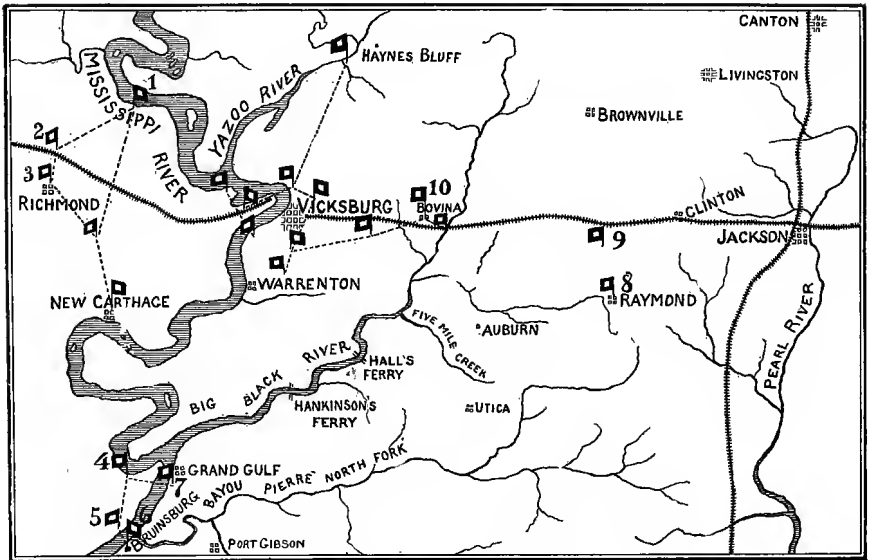 CANTON
LIVINGSTON
HAYNES BLUFF
BROWNVILLE
MISSISSIPPI
RIVER
YAZOO RIVER
1
2
3
RICHMOND
VICKSBURG
10
BOVINA
CLINTON
JACKSON
9
8
RAYMOND
WARRENTON
NEW CARTHAGE
FIVE MILE
CREEK
AUBURN
PEARL RIVER
BIG BLACK RIVER
HALL'S
FERRY
HANKINSON'S
FERRY
UTICA
4
GRAND GULF
7
5
6
BRUINSBURG
BAYOU PIERRE NORTH FORK
PORT GIBSON